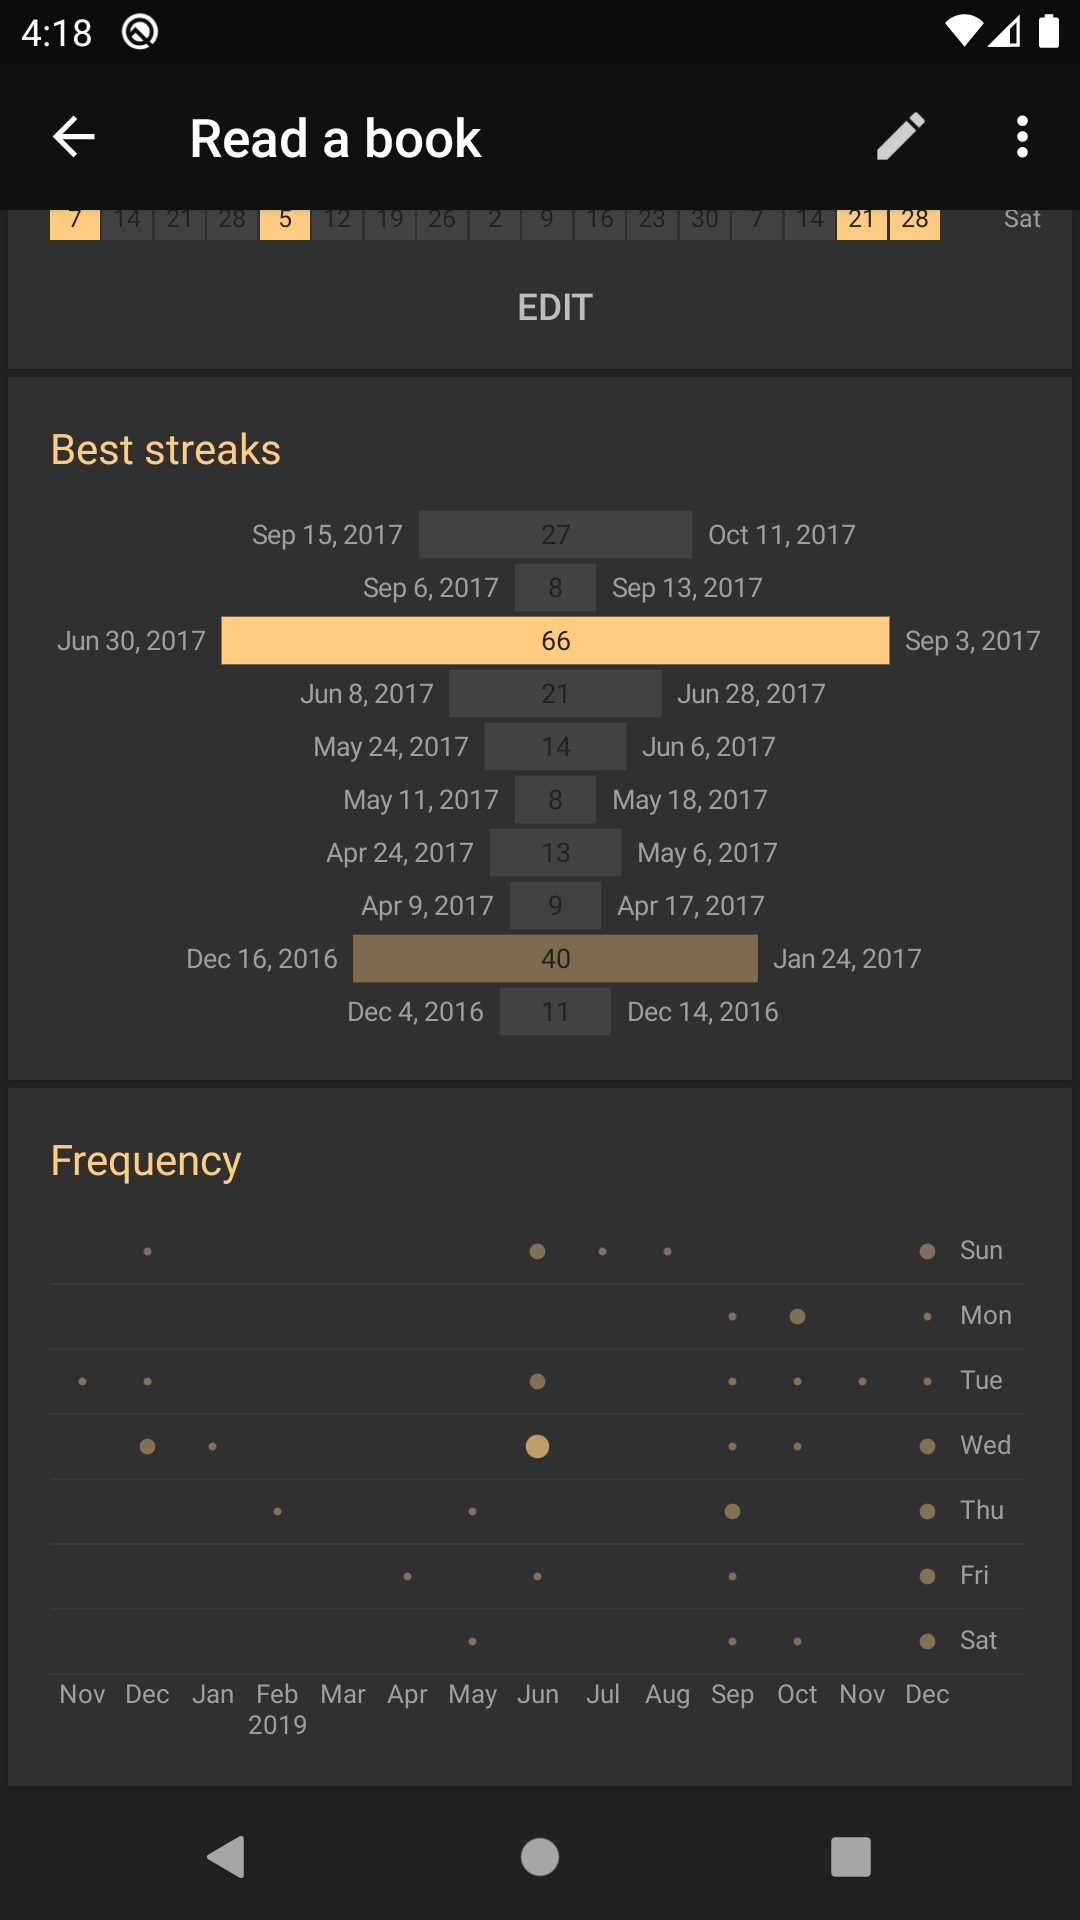 4:18
Read a book
7 14 21 28 5 12 19 26 2 9 16 23 30 7 14 21 28 Sat
EDIT
Best streaks
Sep 15, 2017 27 Oct 11, 2017
Sep 6, 2017 8 Sep 13, 2017
Jun 30, 2017 66 Sep 3, 2017
Jun 8, 2017 21 Jun 28, 2017
May 24, 2017 14 Jun 6, 2017
May 11, 2017 8 May 18, 2017
Apr 24, 2017 13 May 6, 2017
Apr 9, 2017 9 Apr 17, 2017
Dec 16, 2016 40 Jan 24, 2017
Dec 4, 2016 11 Dec 14, 2016
Frequency
Sun
Mon
Tue
Wed
Thu
Fri
Sat
Nov Dec Jan Feb Mar Apr May Jun Jul Aug Sep Oct Nov Dec
2019